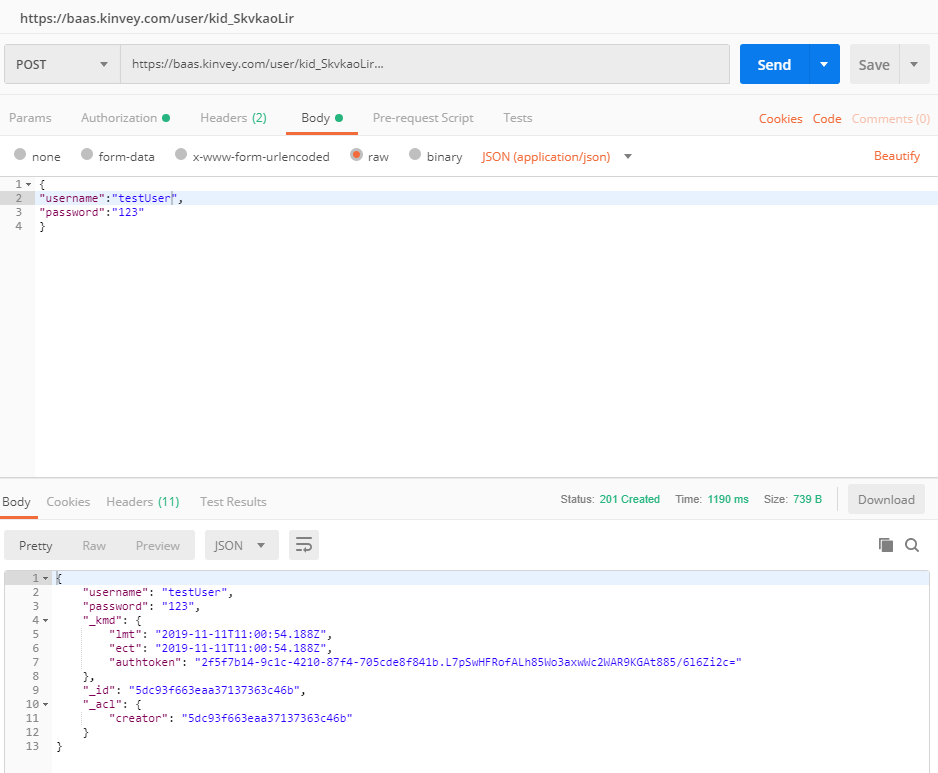 https://baas.kinvey.com/user/kid_SkvkaoLir
POST https://baas.kinvey.com/user/kid_SkvkaoLir... Send Save
Params Authorization Headers (2) Body Pre-request Script Tests Cookies Code Comments (0)
none form-data x-www-form-urlencoded raw binary JSON (application/json) Beautify
1 {
2 "username":"testUser",
3 "password":"123"
4 }
Body Cookies Headers (11) Test Results Status: 201 Created Time: 1190 ms Size: 739 B Download
Pretty Raw Preview JSON
1 {
2 "username": "testUser",
3 "password": "123",
4 "_kmd": {
5 "lmt": "2019-11-11T11:00:54.188Z",
6 "ect": "2019-11-11T11:00:54.188Z",
7 "authtoken": "2f5f7b14-9c1c-4210-87f4-705cde8f841b.L7pSwHFRofALh85Wo3axwWc2WAR9KGAt885/616Zi2c="
8 },
9 "_id": "5dc93f663eaa37137363c46b",
10 "_acl": {
11 "creator": "5dc93f663eaa37137363c46b"
12 }
13 }